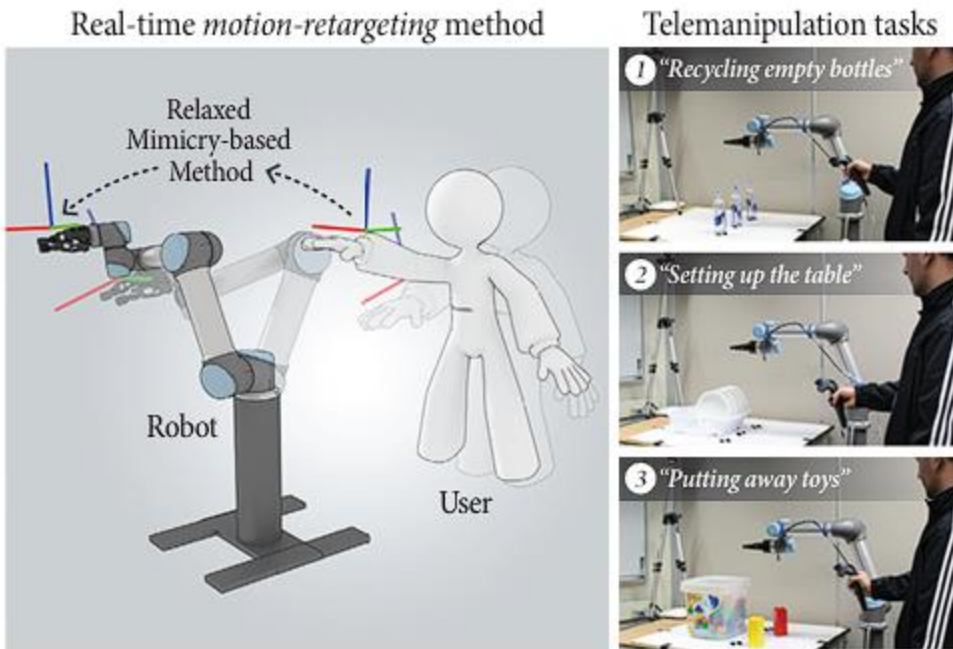 Real-time motion-retargeting method
Relaxed
Mimicry-based
Method
Robot
User
Telemanipulation tasks
1 "Recycling empty bottles"
2 "Setting up the table"
3 "Putting away toys"